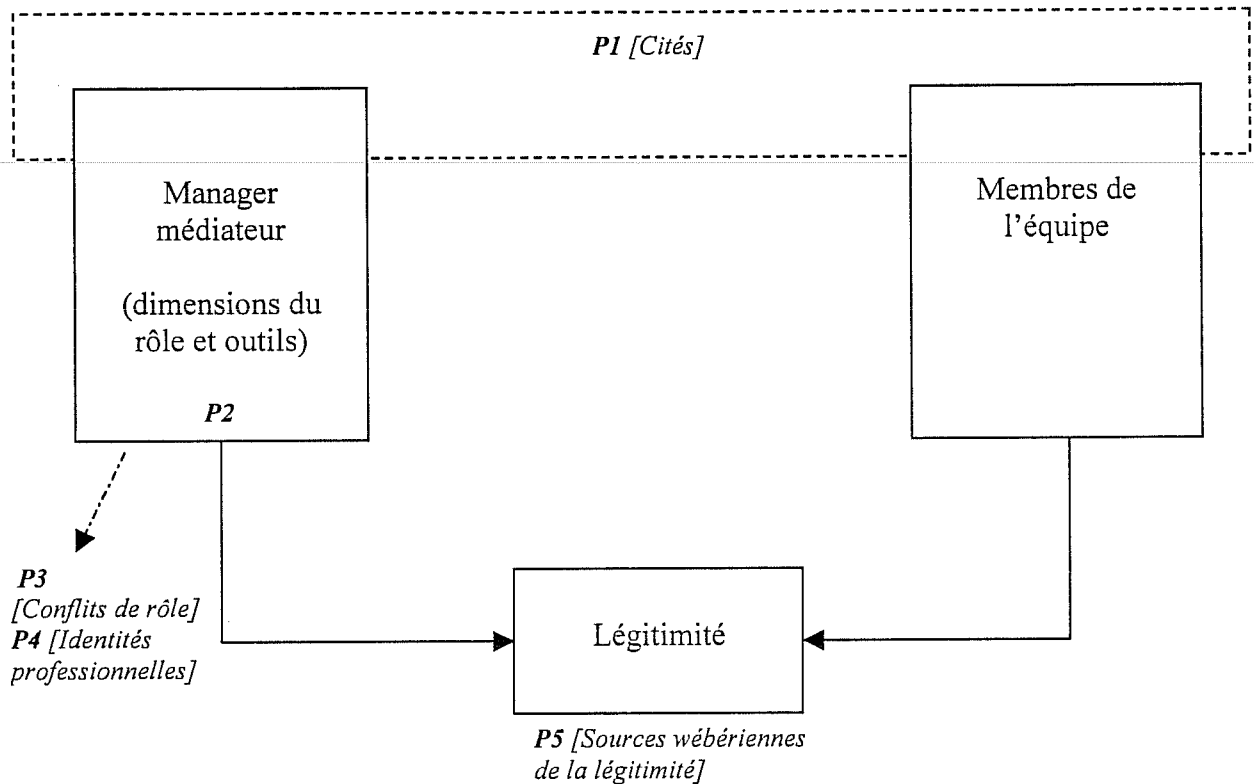 P1 [Cités]
Manager
médiateur
(dimensions du
rôle et outils)
P2
Membres de
l'équipe
P3
[Conflits de rôle]
P4 [Identités
professionnelles]
Légitimité
P5 [Sources wébériennes
de la légitimité]